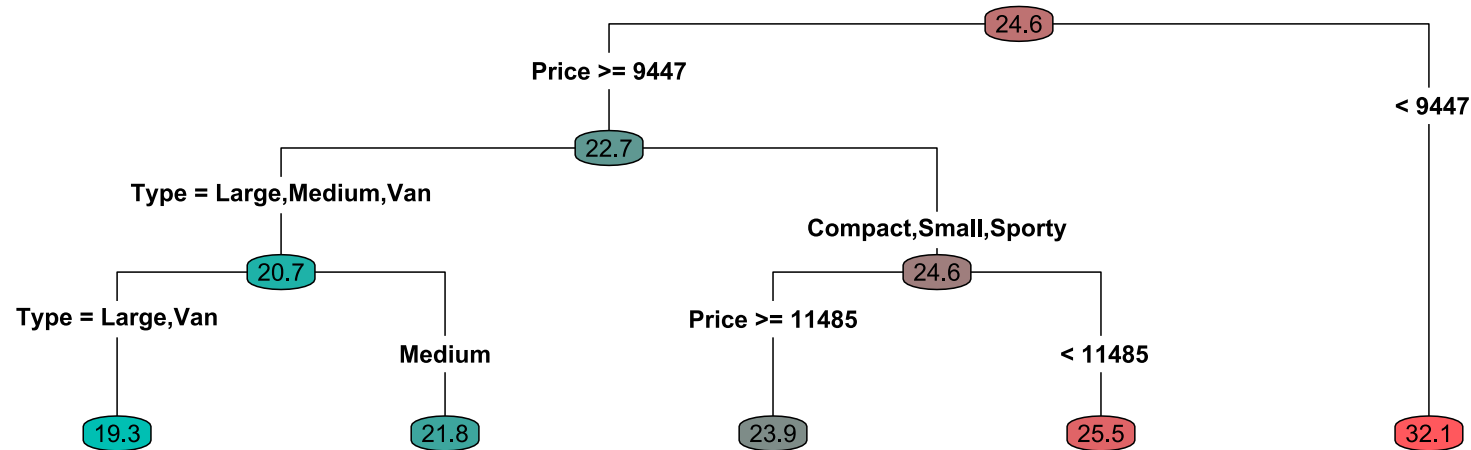 24.6
Price >= 9447
< 9447
22.7
Type = Large,Medium,Van
Compact,Small,Sporty
20.7
24.6
Type = Large,Van
Price >= 11485
Medium
< 11485
19.3
21.8
23.9
25.5
32.1